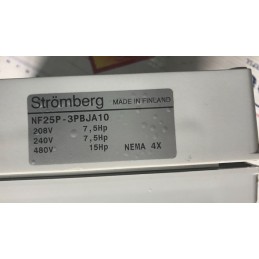 Strömberg MADE IN FINLAND
NF25P-3PBJA10
208V 7,5Hp
240V 7,5Hp
480V 15Hp NEMA 4X